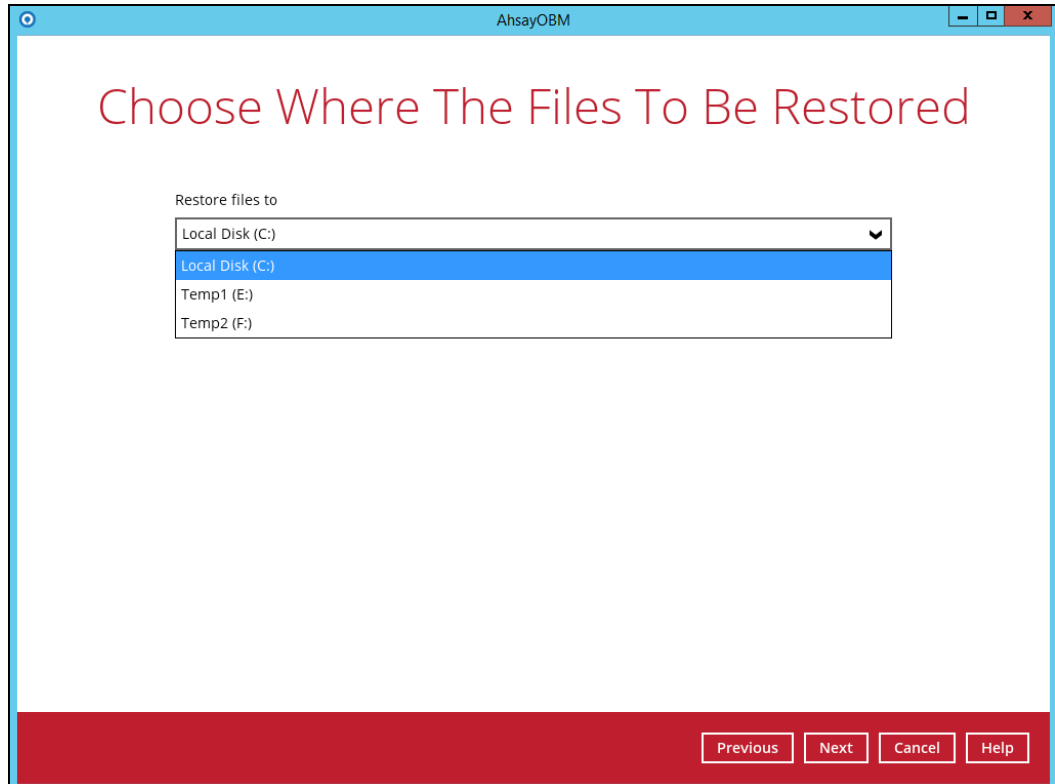 AhsayOBM
Choose Where The Files To Be Restored
Restore files to
Local Disk (C:)
Local Disk (C:)
Temp1 (E:)
Temp2 (F:)
Previous Next Cancel Help